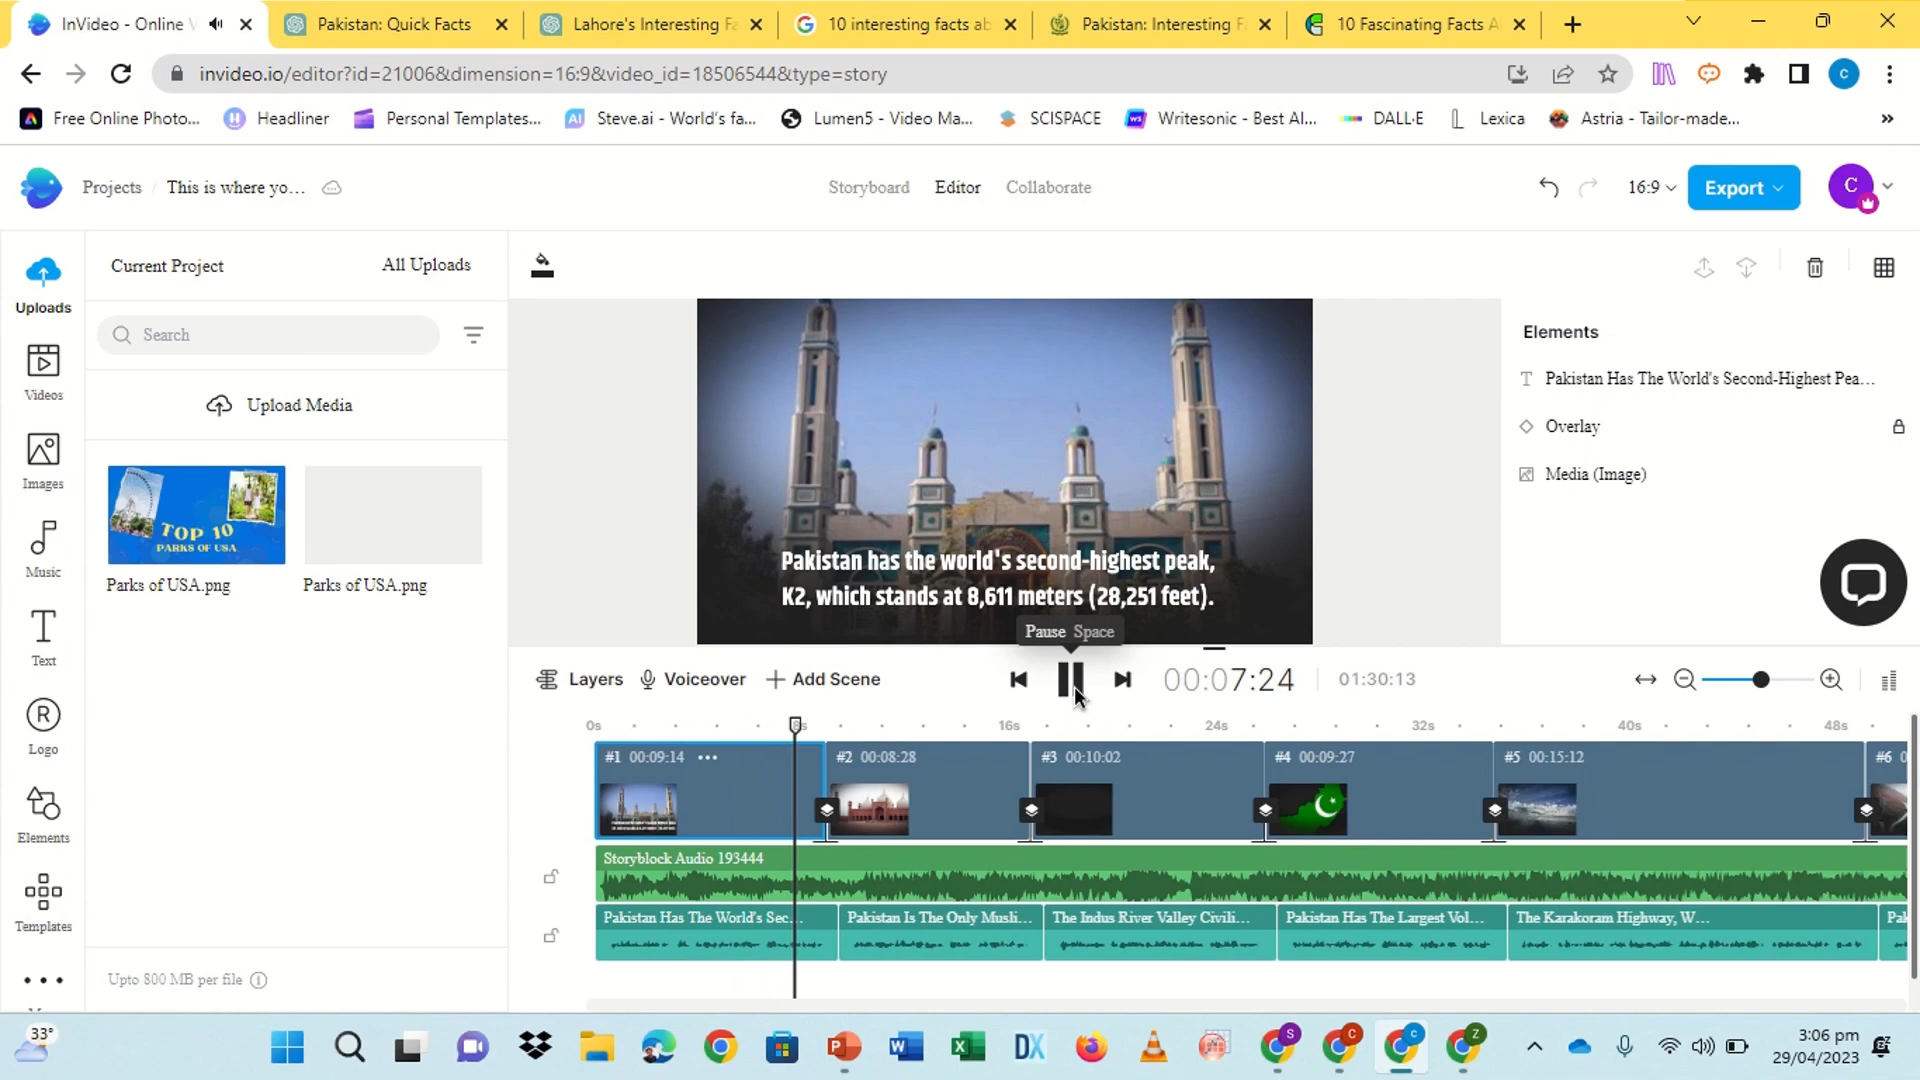 InVideo - Online V
Pakistan: Quick Facts
Lahore's Interesting Fa
10 interesting facts ab
Pakistan: Interesting F
10 Fascinating Facts A
invideo.io/editor?id=21006&dimension=16:9&video_id=18506544&type=story
C
Free Online Photo...
Headliner
Personal Templates...
AI
Steve.ai - World's fa...
Lumen5 - Video Ma...
SCISPACE
Writesonic - Best AI...
DALL·E
Lexica
Astria - Tailor-made...
»
Projects / This is where yo...
Storyboard
Editor
Collaborate
16:9
Export
C
Uploads
Videos
Images
Music
Text
Logo
Elements
Templates
Current Project
All Uploads
Search
Upload Media
TOP 10
PARKS OF USA
Parks of USA.png
Parks of USA.png
Upto 800 MB per file
Pakistan has the world's second-highest peak,
K2, which stands at 8,611 meters (28,251 feet).
Pause Space
Elements
Pakistan Has The World's Second-Highest Pea...
Overlay
Media (Image)
Layers
Voiceover
Add Scene
00:07:24
01:30:13
0s
8s
16s
24s
32s
40s
48s
#1 00:09:14
#2 00:08:28
#3 00:10:02
#4 00:09:27
#5 00:15:12
#6 0
Storyblock Audio 193444
Pakistan Has The World's Sec...
Pakistan Is The Only Musli...
The Indus River Valley Civili...
Pakistan Has The Largest Vol...
The Karakoram Highway, W...
Pak
33°
DX
S
C
C
Z
3:06 pm
29/04/2023